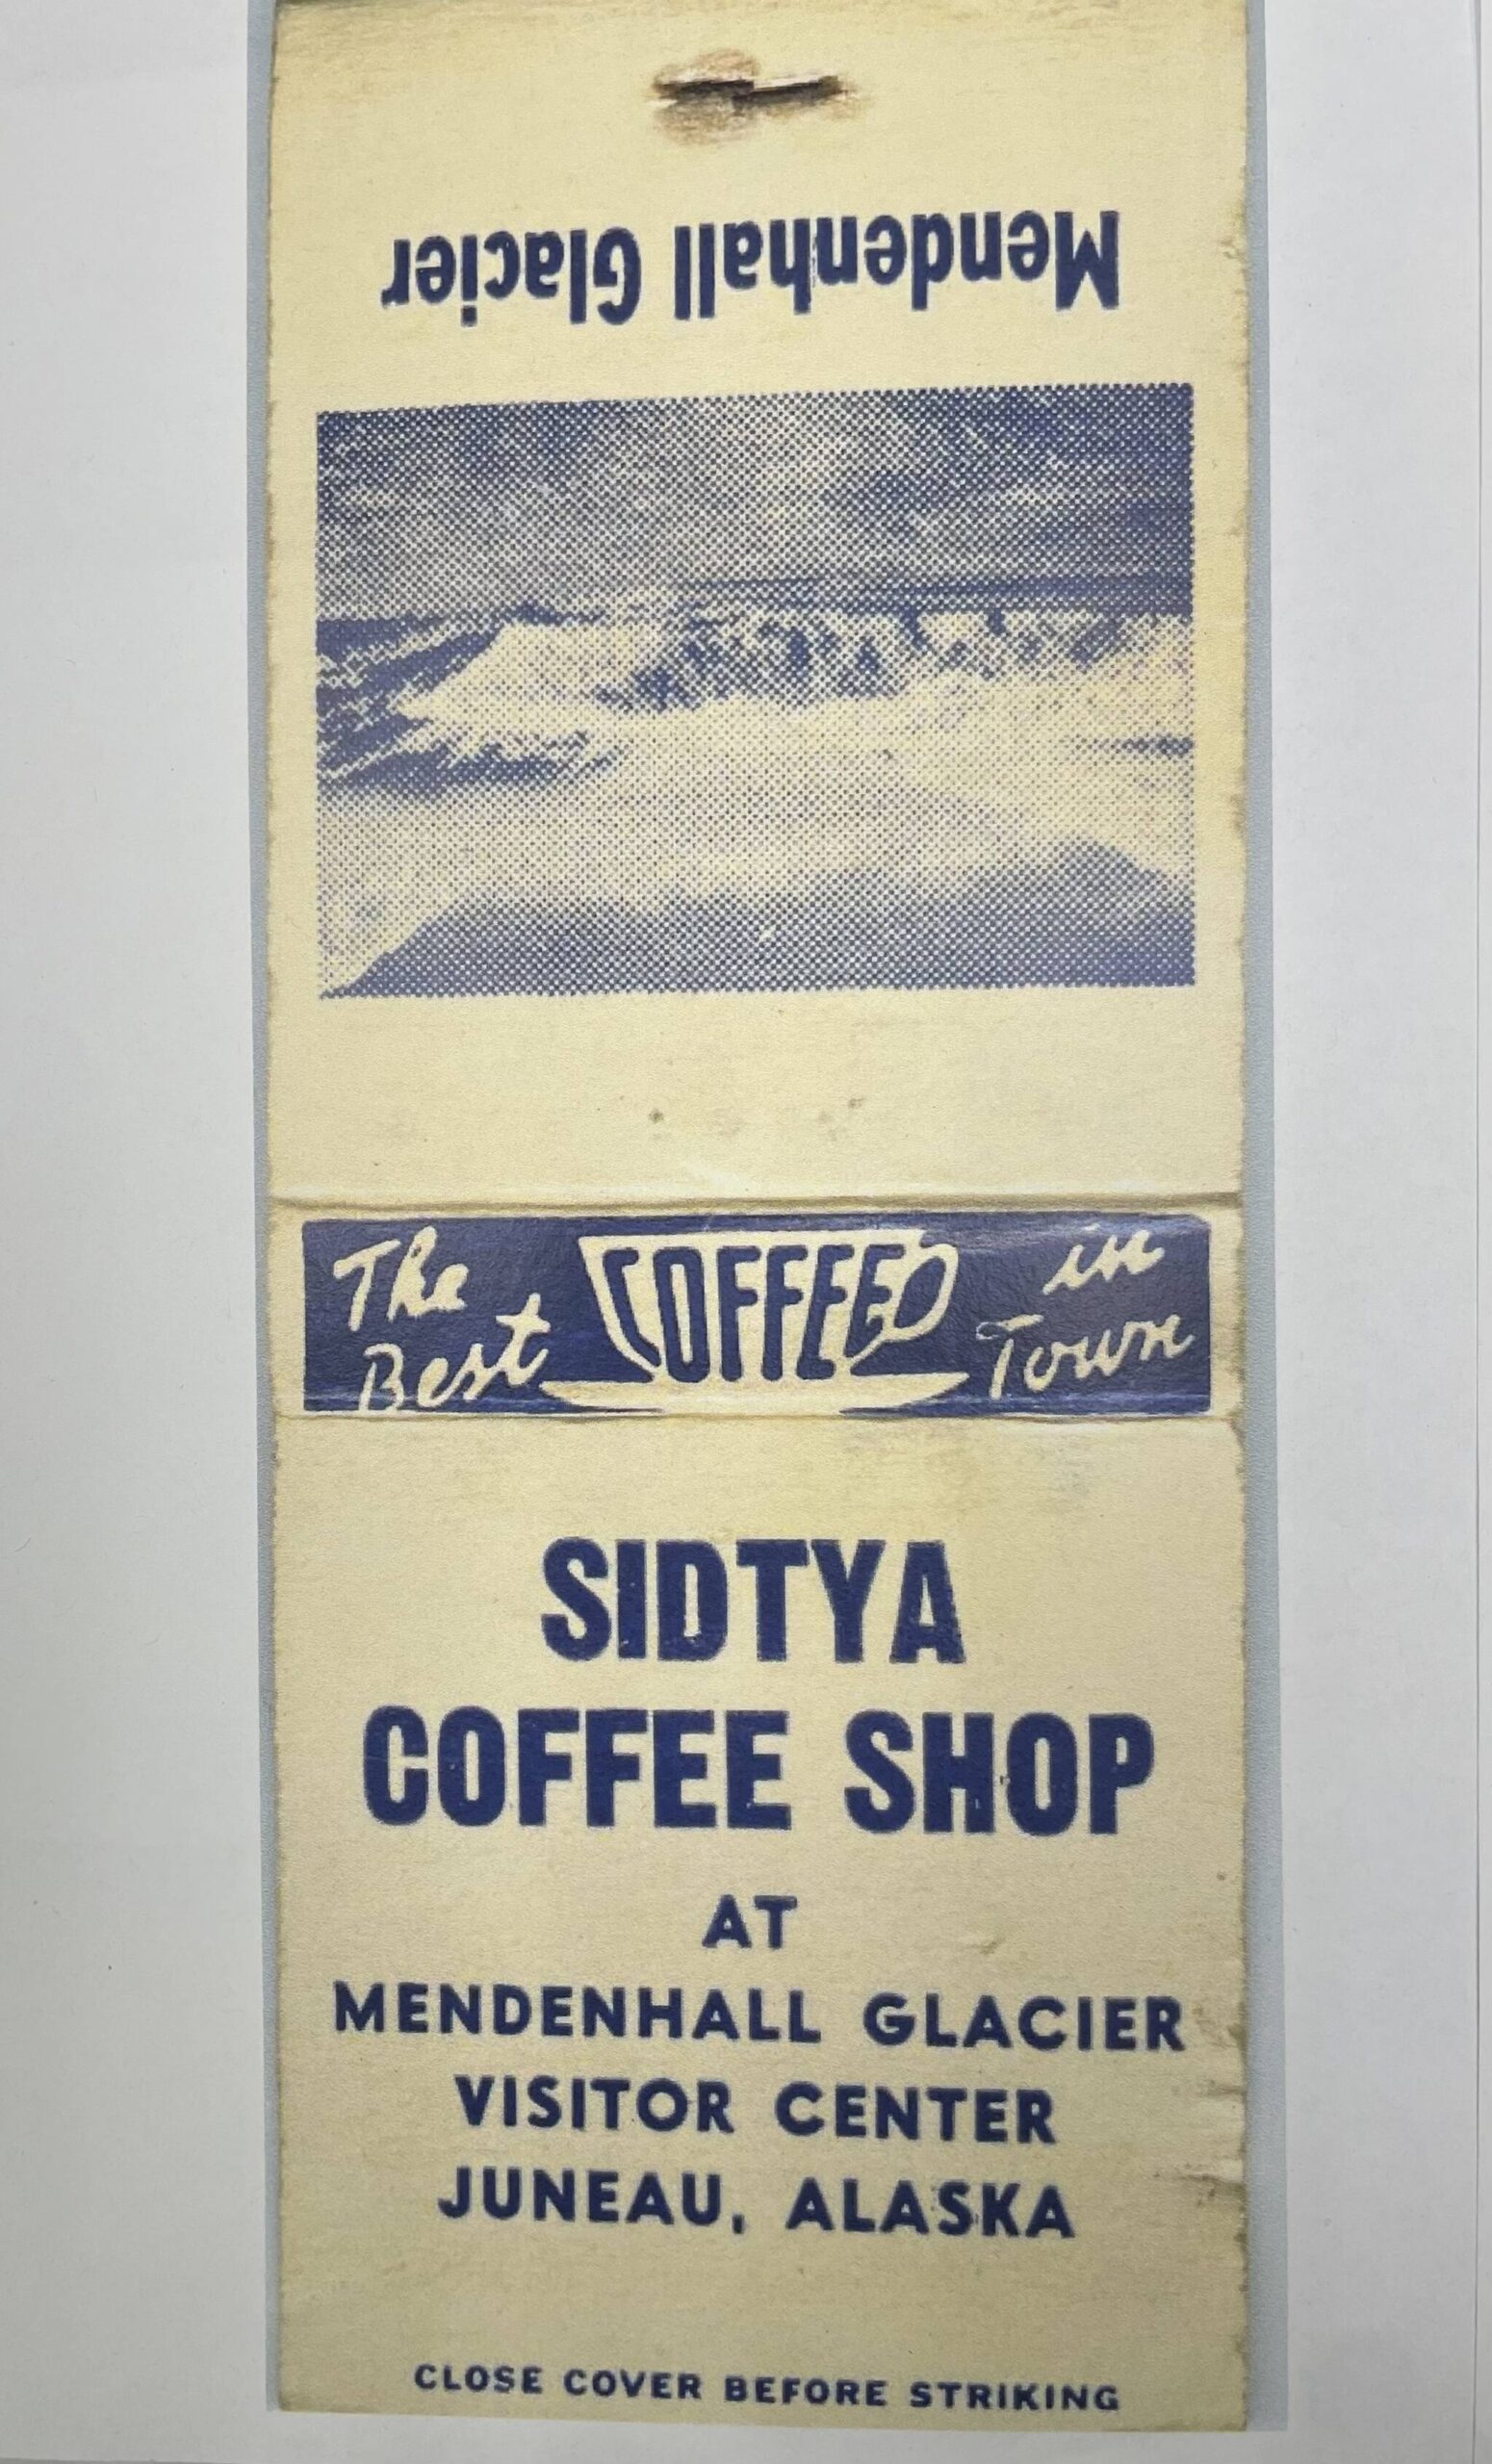 Mendenhall Glacier
The Best COFFEE in Town
SIDTYA
COFFEE SHOP
AT
MENDENHALL GLACIER
VISITOR CENTER
JUNEAU, ALASKA
CLOSE COVER BEFORE STRIKING